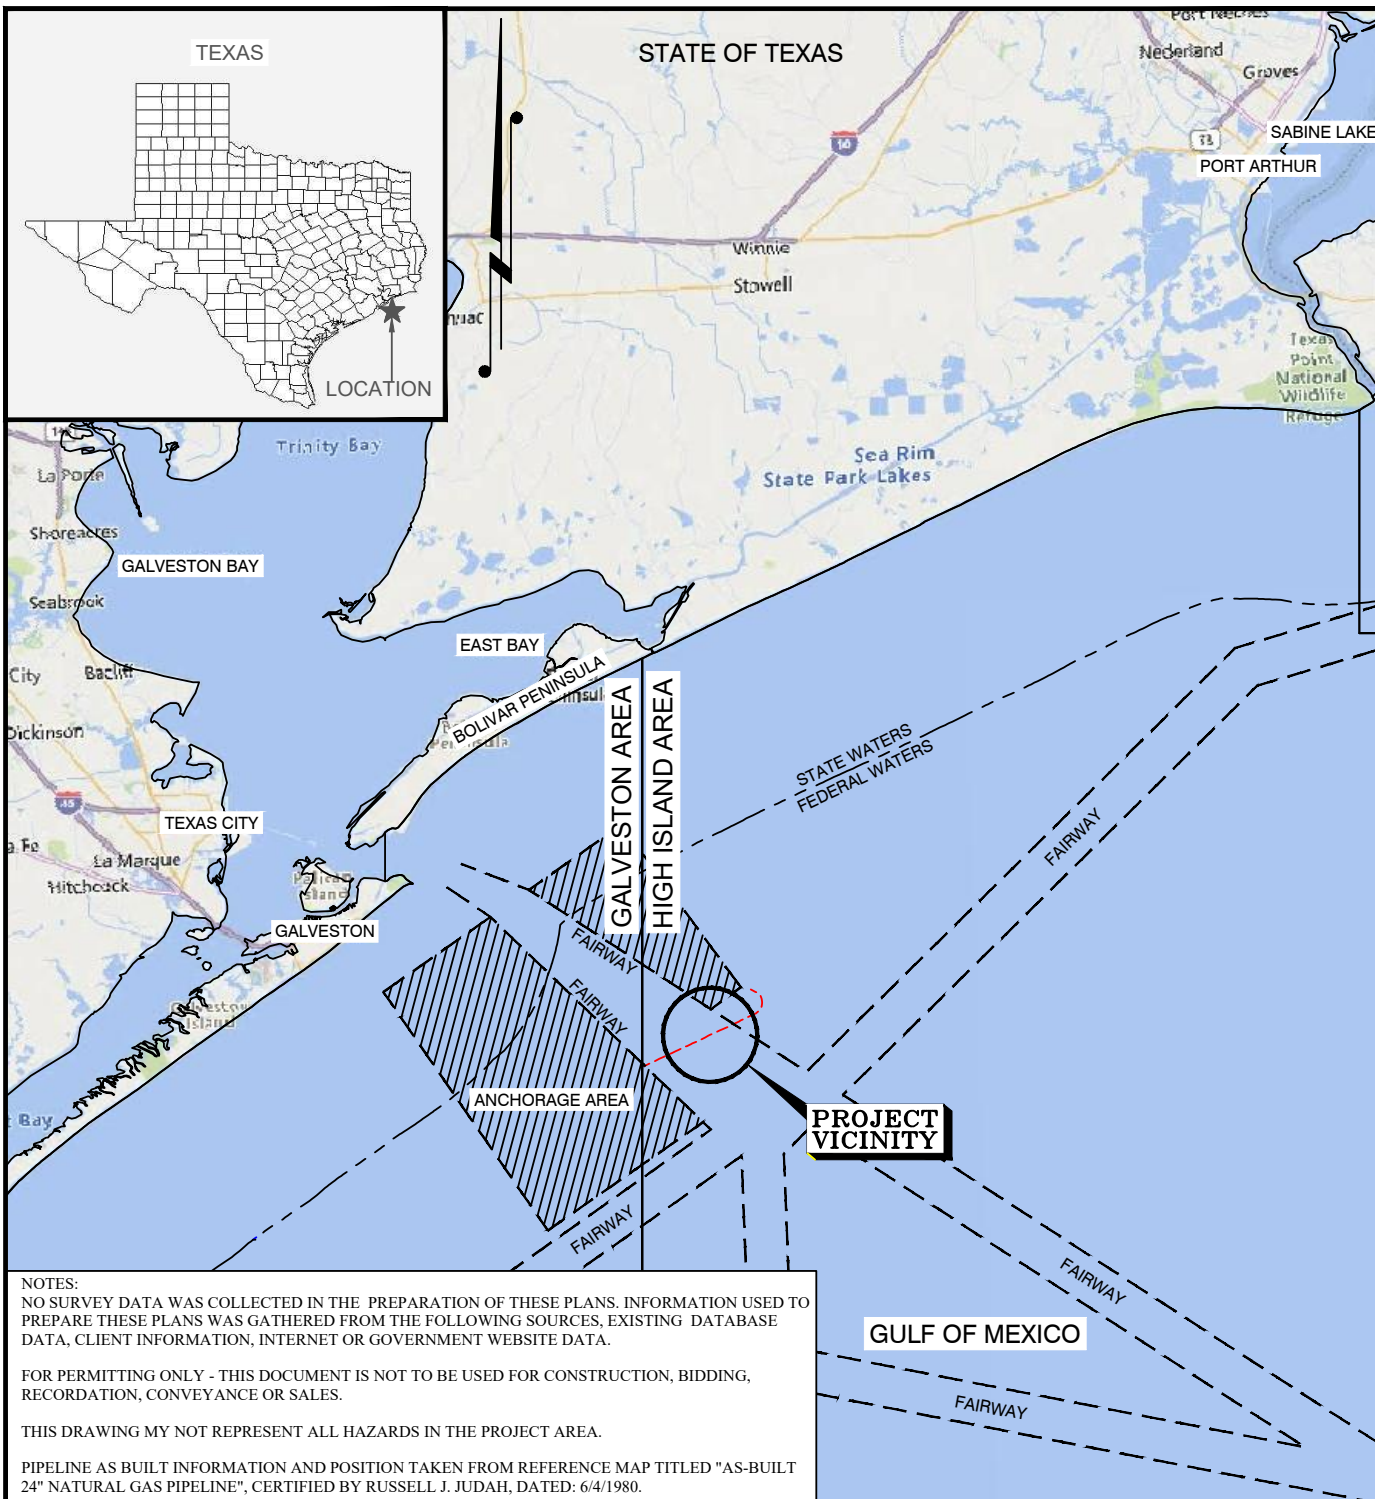 TEXAS
LOCATION
STATE OF TEXAS
Port Neches
Nederland
Groves
SABINE LAKE
73
PORT ARTHUR
10
Winnie
Stowell
Texas
Point
National
Wildlife
Refuge
Trinity Bay
Sea Rim
State Park Lakes
La Porte
Shoreacres
GALVESTON BAY
Seabrook
EAST BAY
City
Bacliff
BOLIVAR PENINSULA
GALVESTON AREA
HIGH ISLAND AREA
Dickinson
STATE WATERS
FEDERAL WATERS
45
TEXAS CITY
a Fe
La Marque
Hitchcock
Pelican
Island
FAIRWAY
GALVESTON
FAIRWAY
FAIRWAY
Galveston
Island
ANCHORAGE AREA
PROJECT
VICINITY
Bay
FAIRWAY
FAIRWAY
GULF OF MEXICO
FAIRWAY
NOTES:
NO SURVEY DATA WAS COLLECTED IN THE PREPARATION OF THESE PLANS. INFORMATION USED TO
PREPARE THESE PLANS WAS GATHERED FROM THE FOLLOWING SOURCES, EXISTING DATABASE
DATA, CLIENT INFORMATION, INTERNET OR GOVERNMENT WEBSITE DATA.
FOR PERMITTING ONLY - THIS DOCUMENT IS NOT TO BE USED FOR CONSTRUCTION, BIDDING,
RECORDATION, CONVEYANCE OR SALES.
THIS DRAWING MY NOT REPRESENT ALL HAZARDS IN THE PROJECT AREA.
PIPELINE AS BUILT INFORMATION AND POSITION TAKEN FROM REFERENCE MAP TITLED "AS-BUILT
24" NATURAL GAS PIPELINE", CERTIFIED BY RUSSELL J. JUDAH, DATED: 6/4/1980.